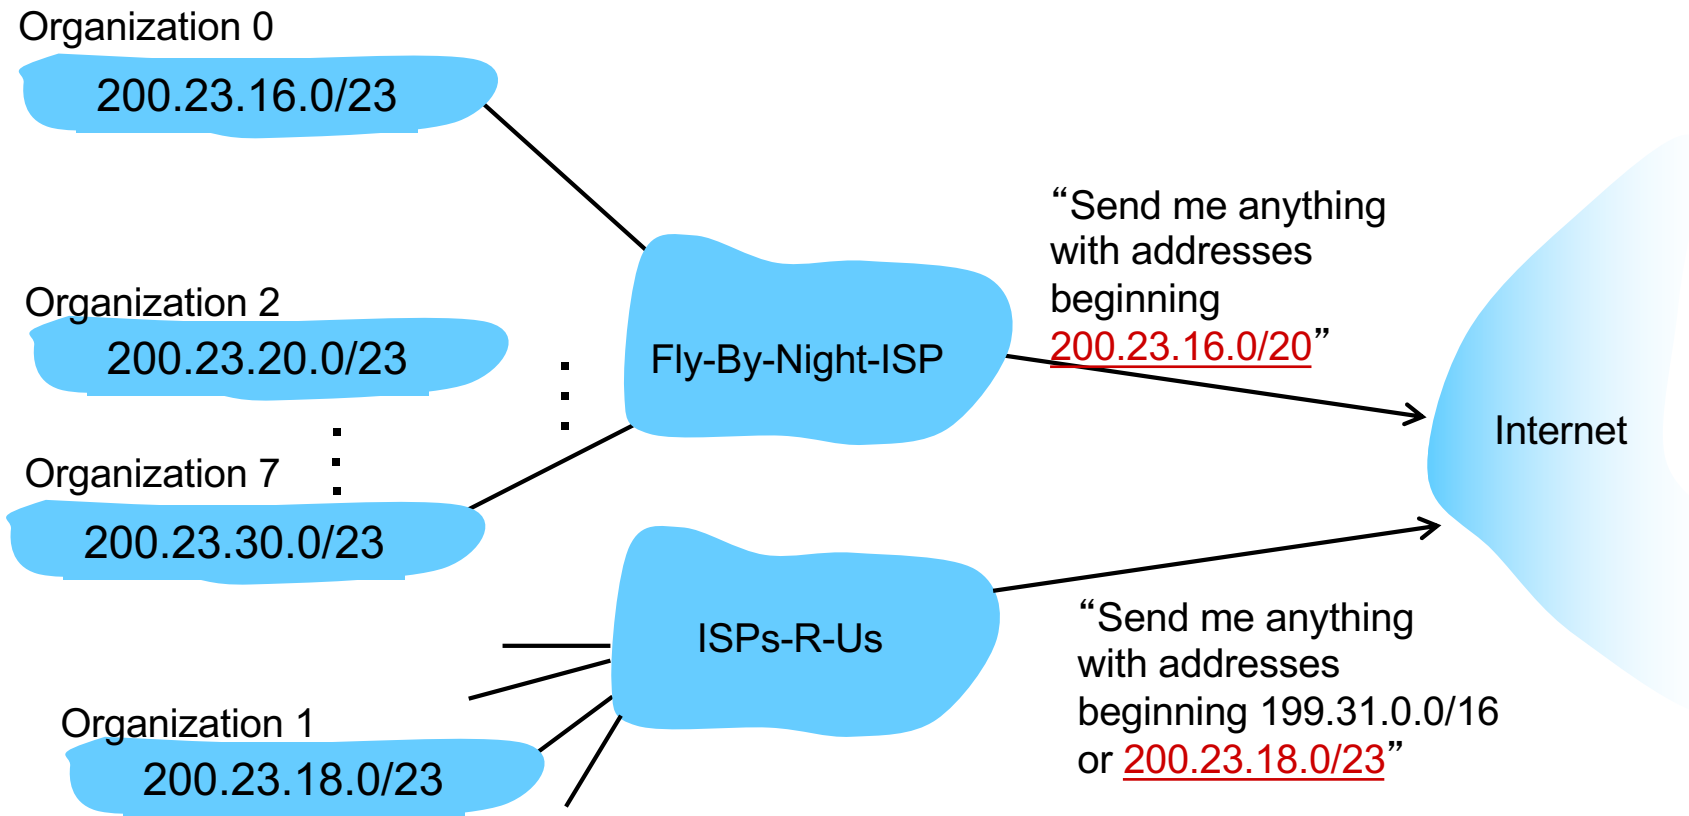 Organization 0
200.23.16.0/23
Organization 2
200.23.20.0/23
Organization 7
200.23.30.0/23
Fly-By-Night-ISP
“Send me anything
with addresses
beginning
200.23.16.0/20”
Internet
ISPs-R-Us
Organization 1
200.23.18.0/23
“Send me anything
with addresses
beginning 199.31.0.0/16
or 200.23.18.0/23”